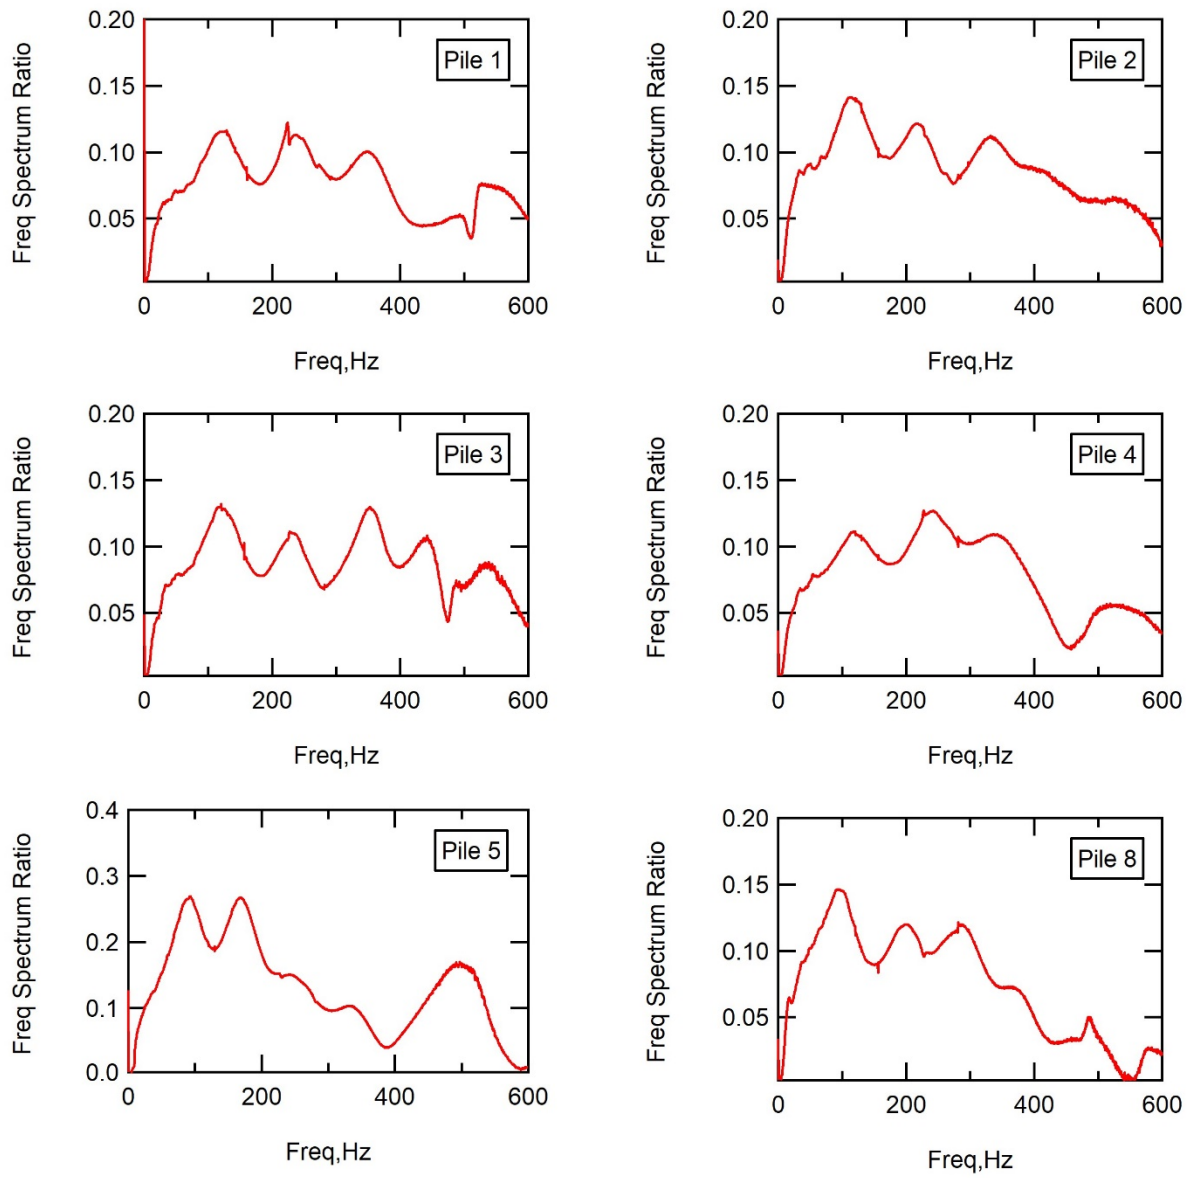 0.20
0.15
0.10
0.05
Freq Spectrum Ratio
Pile 1
0 200 400 600
Freq,Hz
0.20
0.15
0.10
0.05
Freq Spectrum Ratio
Pile 2
0 200 400 600
Freq,Hz
0.20
0.15
0.10
0.05
Freq Spectrum Ratio
Pile 3
0 200 400 600
Freq,Hz
0.20
0.15
0.10
0.05
Freq Spectrum Ratio
Pile 4
0 200 400 600
Freq,Hz
0.4
0.3
0.2
0.1
0.0
Freq Spectrum Ratio
Pile 5
0 200 400 600
Freq,Hz
0.20
0.15
0.10
0.05
Freq Spectrum Ratio
Pile 8
0 200 400 600
Freq,Hz